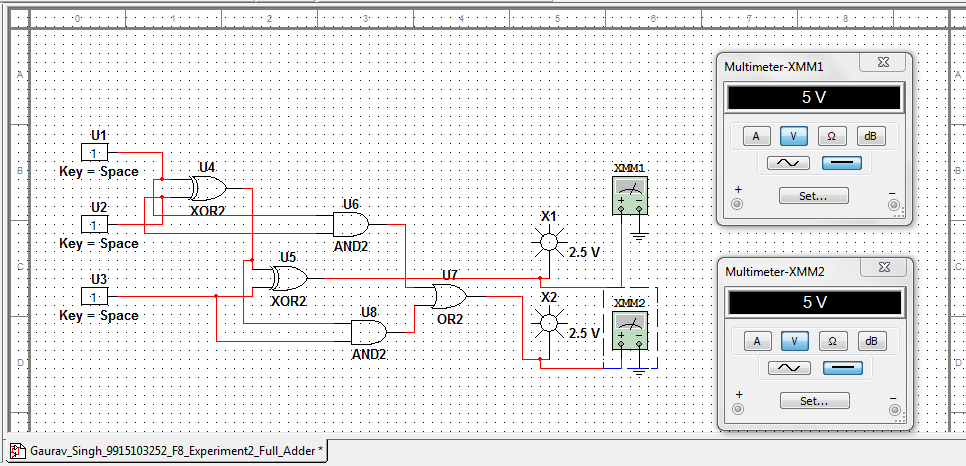 0 1 2 3 4 5 6 7 8
A A
Multimeter-XMM1
5 V
A V Ω dB
Set...
+ −
U1
1
Key = Space
B B
U4
XOR2
XMM1
+ −
U2
1
Key = Space
U6
AND2
X1
2.5 V
C C
U5
XOR2
Multimeter-XMM2
5 V
A V Ω dB
Set...
+ −
U3
1
Key = Space
U7
OR2
X2
2.5 V
XMM2
+ −
U8
AND2
D D
Gaurav_Singh_9915103252_F8_Experiment2_Full_Adder *